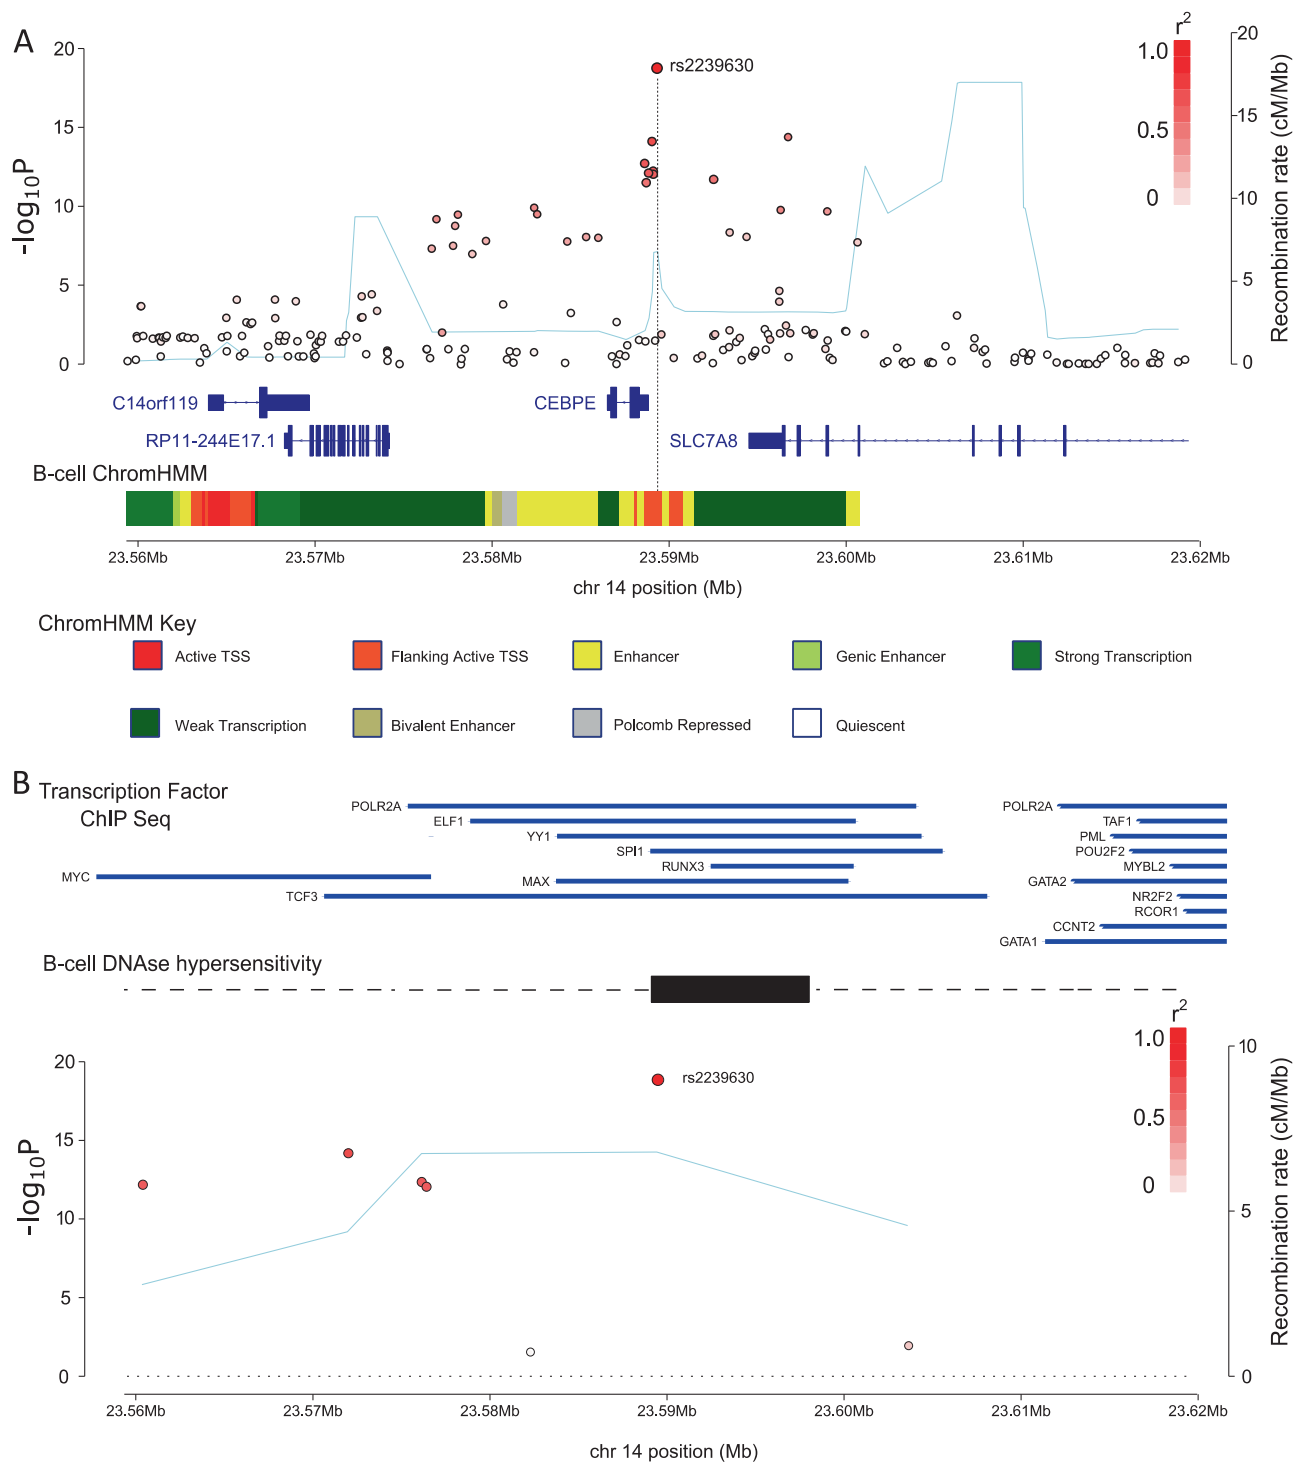 A
rs2239630
r2
-log10P
Recombination rate (cM/Mb)
20
15
10
5
0
1.0
0.5
0
20
15
10
5
0
C14orf119
CEBPE
RP11-244E17.1
SLC7A8
B-cell ChromHMM
23.56Mb 23.57Mb 23.58Mb 23.59Mb 23.60Mb 23.61Mb 23.62Mb
chr 14 position (Mb)
ChromHMM Key
Active TSS Flanking Active TSS Enhancer Genic Enhancer Strong Transcription
Weak Transcription Bivalent Enhancer Polcomb Repressed Quiescent
B
Transcription Factor
ChIP Seq
POLR2A POLR2A
ELF1 TAF1
YY1 PML
SPI1 POU2F2
RUNX3 MYBL2
MYC MAX GATA2
TCF3 NR2F2
RCOR1
CCNT2
GATA1
B-cell DNAse hypersensitivity
r2
rs2239630
-log10P
Recombination rate (cM/Mb)
20
15
10
5
0
1.0
0.5
0
10
5
0
23.56Mb 23.57Mb 23.58Mb 23.59Mb 23.60Mb 23.61Mb 23.62Mb
chr 14 position (Mb)